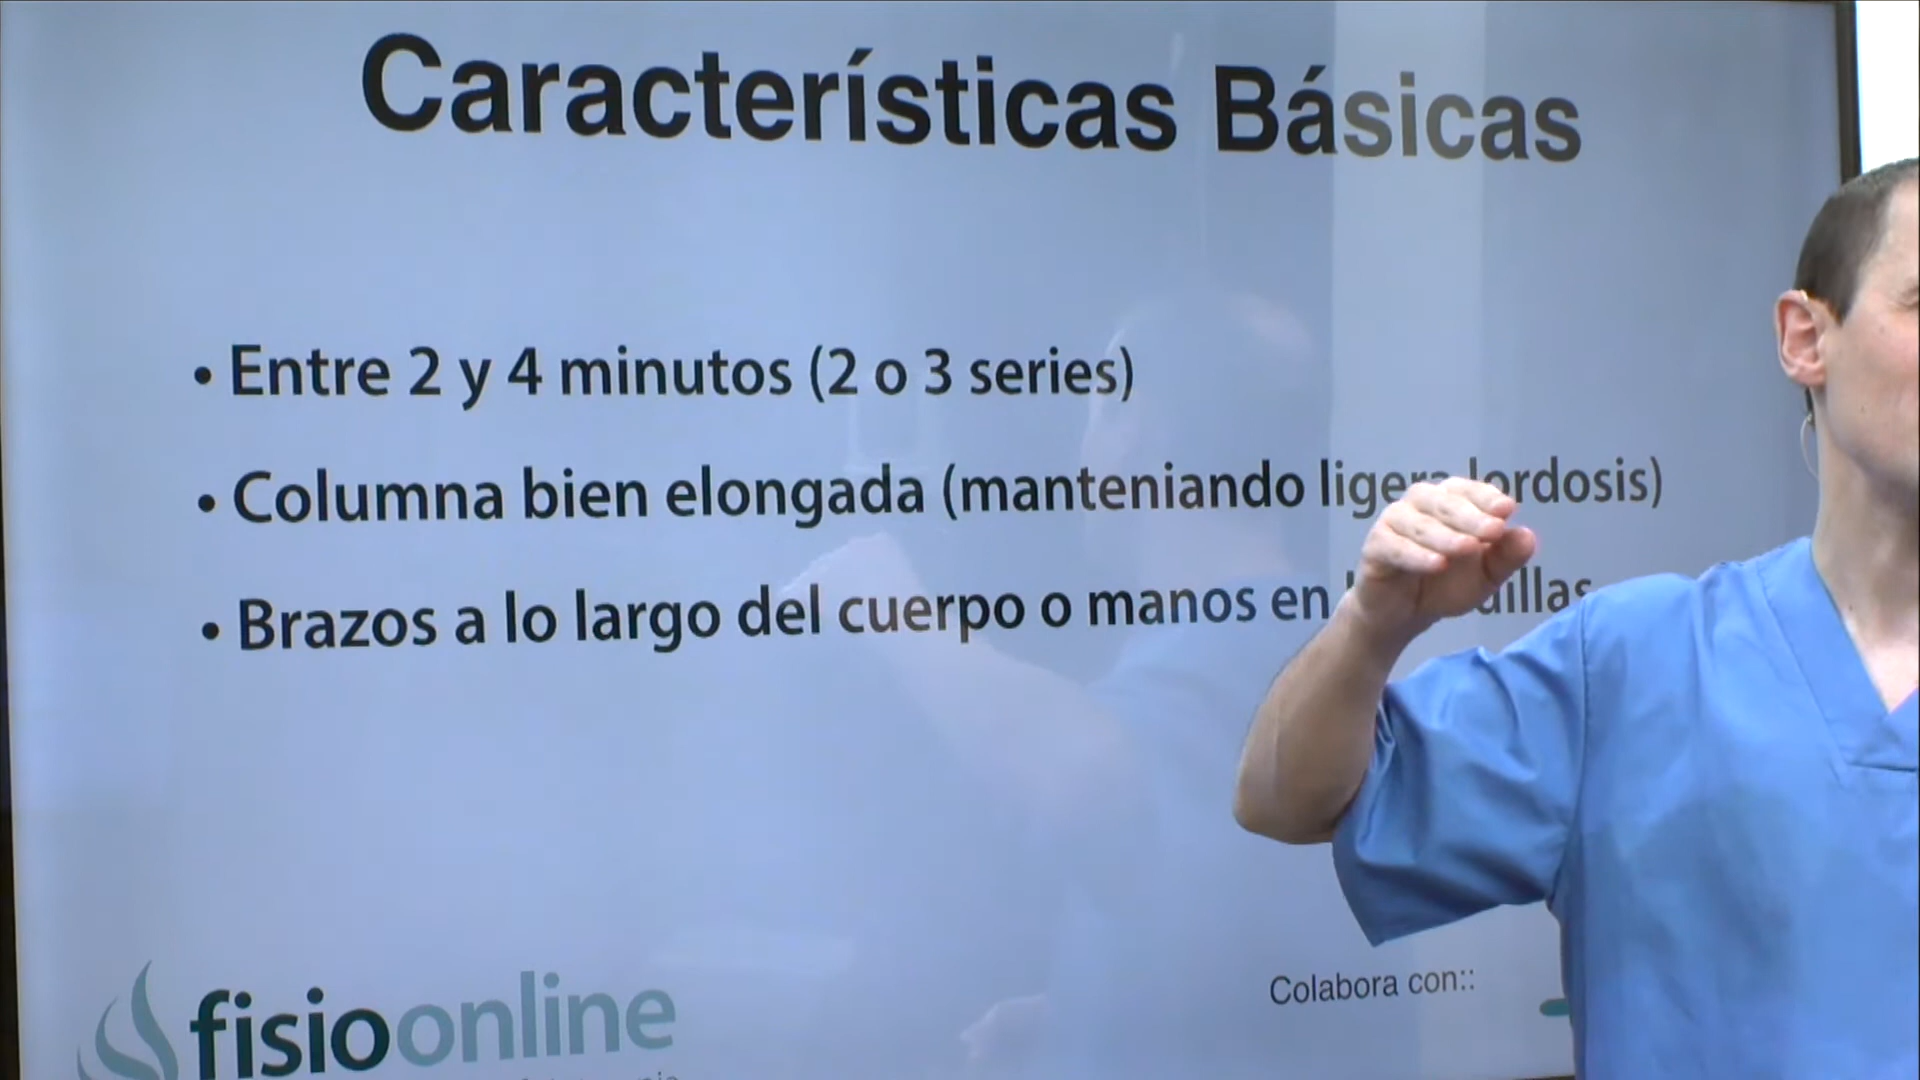 Características Básicas
• Entre 2 y 4 minutos (2 o 3 series)
• Columna bien elongada (manteniando ligera lordosis)
• Brazos a lo largo del cuerpo o manos en
fisioonline
Colabora con::